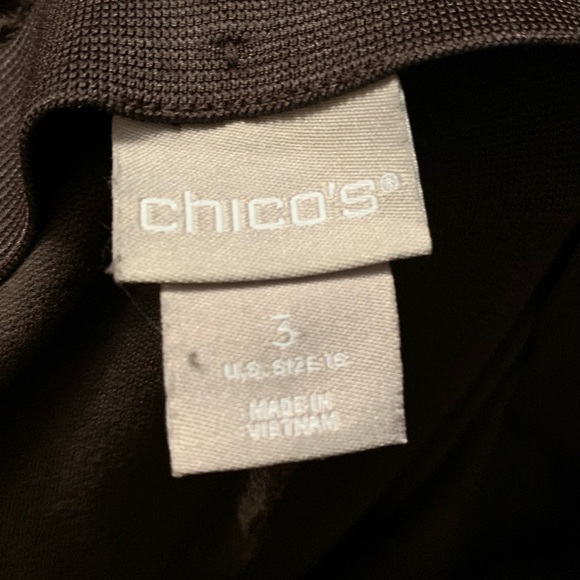 chico's®
3
U.S. SIZE 16
MADE IN
VIETNAM